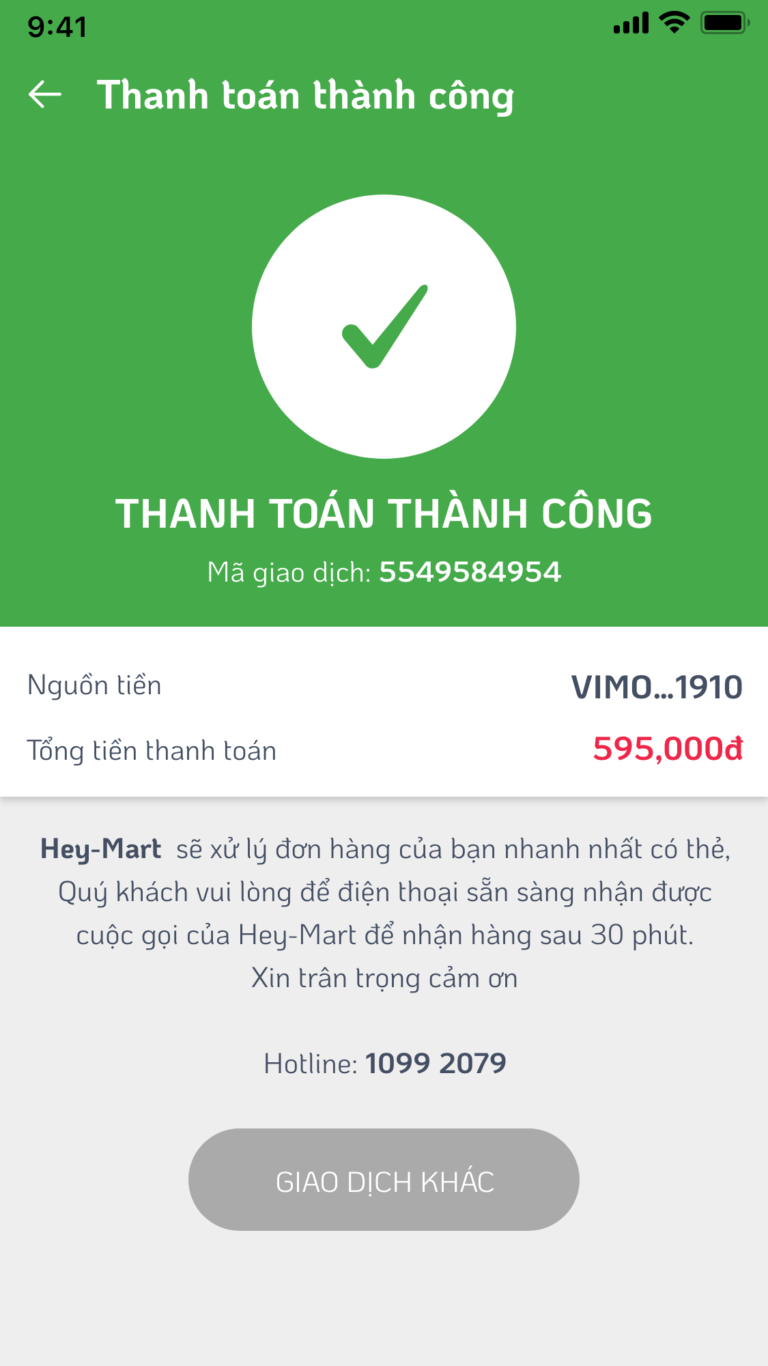 9:41
Thanh toán thành công
THANH TOÁN THÀNH CÔNG
Mã giao dịch: 5549584954
Nguồn tiền VIMO...1910
Tổng tiền thanh toán 595,000đ
Hey-Mart sẽ xử lý đơn hàng của bạn nhanh nhất có thẻ,
Quý khách vui lòng để điện thoại sẵn sàng nhận được
cuộc gọi của Hey-Mart để nhận hàng sau 30 phút.
Xin trân trọng cảm ơn
Hotline: 1099 2079
GIAO DỊCH KHÁC